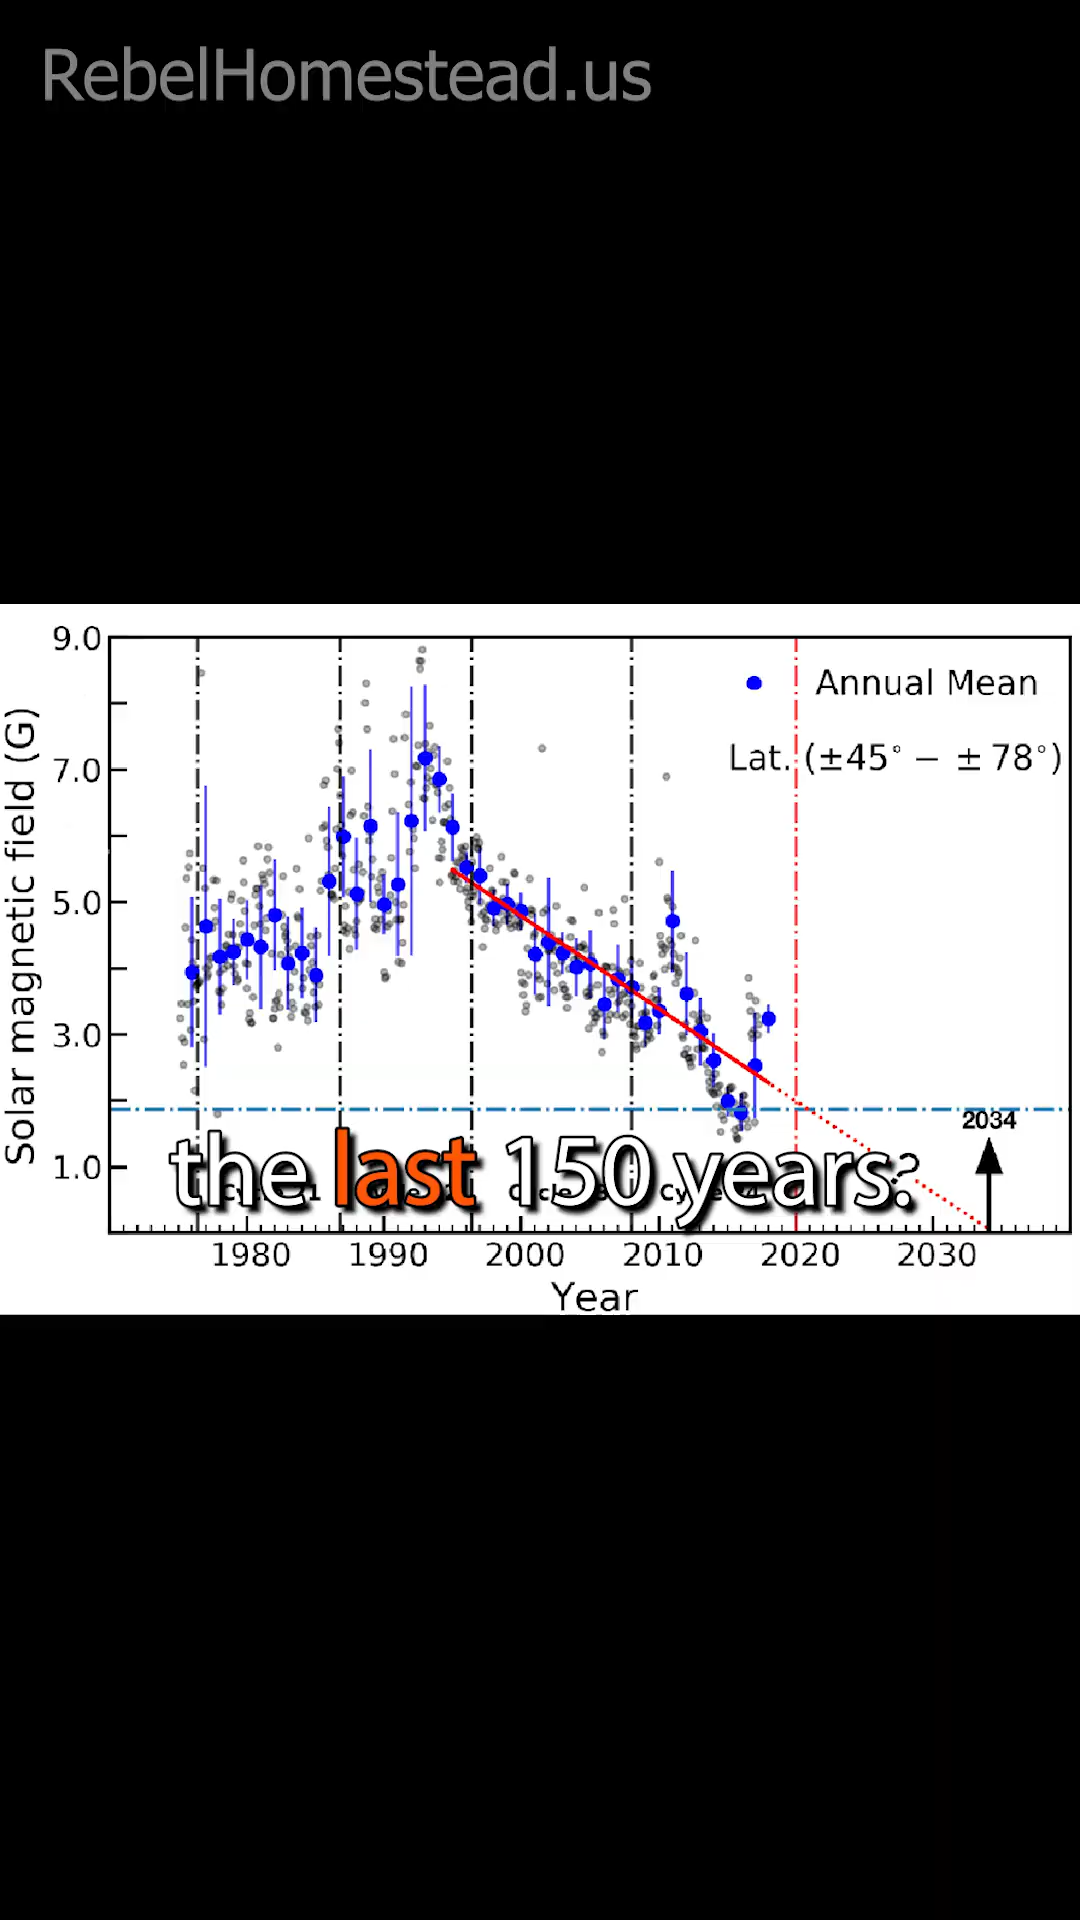 RebelHomestead.us
9.0
Annual Mean
Lat. (±45° − ± 78°)
7.0
5.0
3.0
1.0
Solar magnetic field (G)
2034
the last 150 years.
?
1980 1990 2000 2010 2020 2030
Year